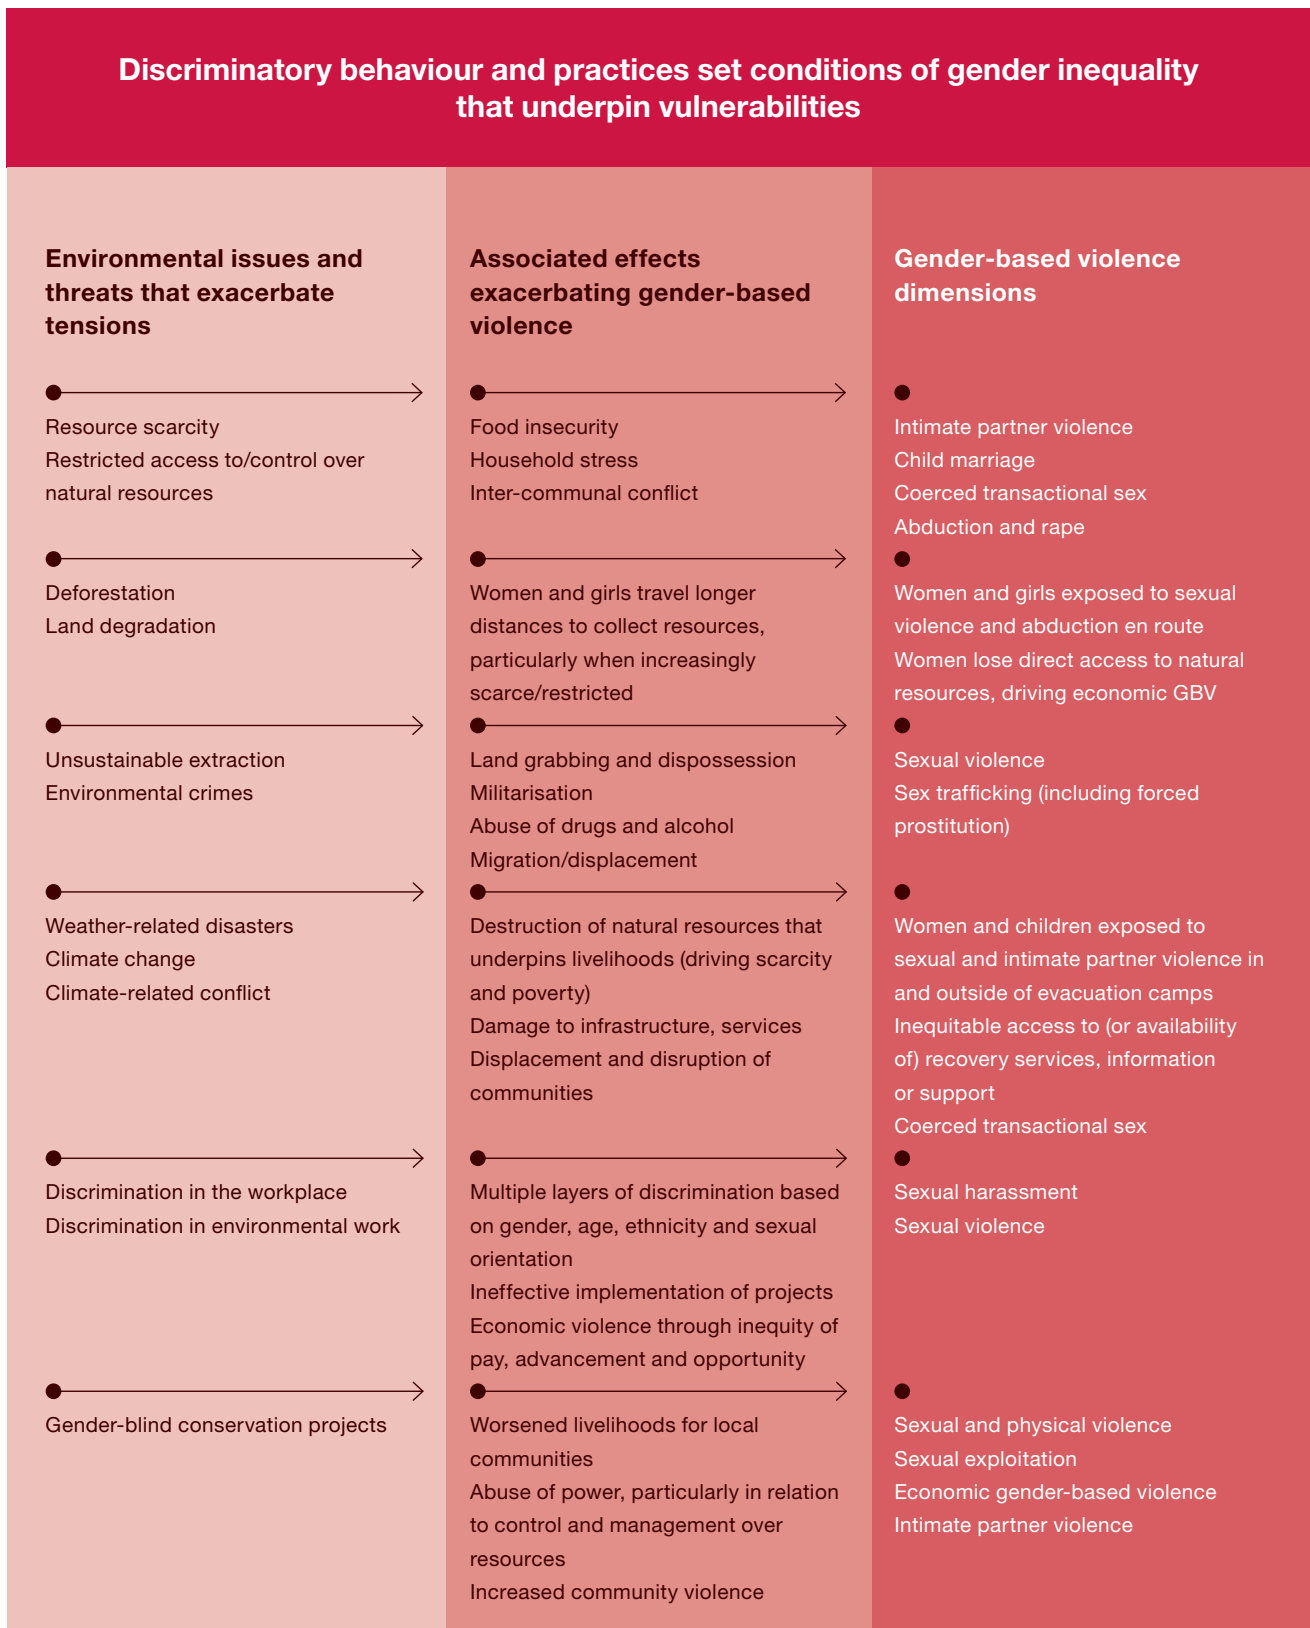 Discriminatory behaviour and practices set conditions of gender inequality
that underpin vulnerabilities
Environmental issues and
threats that exacerbate
tensions
Associated effects
exacerbating gender-based
violence
Gender-based violence
dimensions
Resource scarcity
Restricted access to/control over
natural resources
Food insecurity
Household stress
Inter-communal conflict
Intimate partner violence
Child marriage
Coerced transactional sex
Abduction and rape
Deforestation
Land degradation
Women and girls travel longer
distances to collect resources,
particularly when increasingly
scarce/restricted
Women and girls exposed to sexual
violence and abduction en route
Women lose direct access to natural
resources, driving economic GBV
Unsustainable extraction
Environmental crimes
Land grabbing and dispossession
Militarisation
Abuse of drugs and alcohol
Migration/displacement
Sexual violence
Sex trafficking (including forced
prostitution)
Weather-related disasters
Climate change
Climate-related conflict
Destruction of natural resources that
underpins livelihoods (driving scarcity
and poverty)
Damage to infrastructure, services
Displacement and disruption of
communities
Women and children exposed to
sexual and intimate partner violence in
and outside of evacuation camps
Inequitable access to (or availability
of) recovery services, information
or support
Coerced transactional sex
Discrimination in the workplace
Discrimination in environmental work
Multiple layers of discrimination based
on gender, age, ethnicity and sexual
orientation
Ineffective implementation of projects
Economic violence through inequity of
pay, advancement and opportunity
Sexual harassment
Sexual violence
Gender-blind conservation projects
Worsened livelihoods for local
communities
Abuse of power, particularly in relation
to control and management over
resources
Increased community violence
Sexual and physical violence
Sexual exploitation
Economic gender-based violence
Intimate partner violence